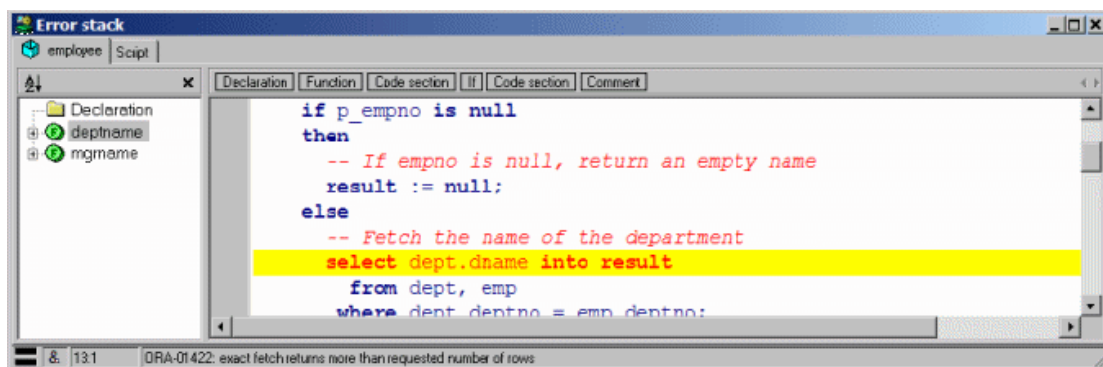 Error stack
employee Script
Declaration Function Code section If Code section Comment
Declaration
deptname
mgrname
if p_empno is null
then
-- If empno is null, return an empty name
result := null;
else
-- Fetch the name of the department
select dept.dname into result
from dept, emp
where dept.deptno = emp.deptno;
& 13:1 ORA-01422: exact fetch returns more than requested number of rows